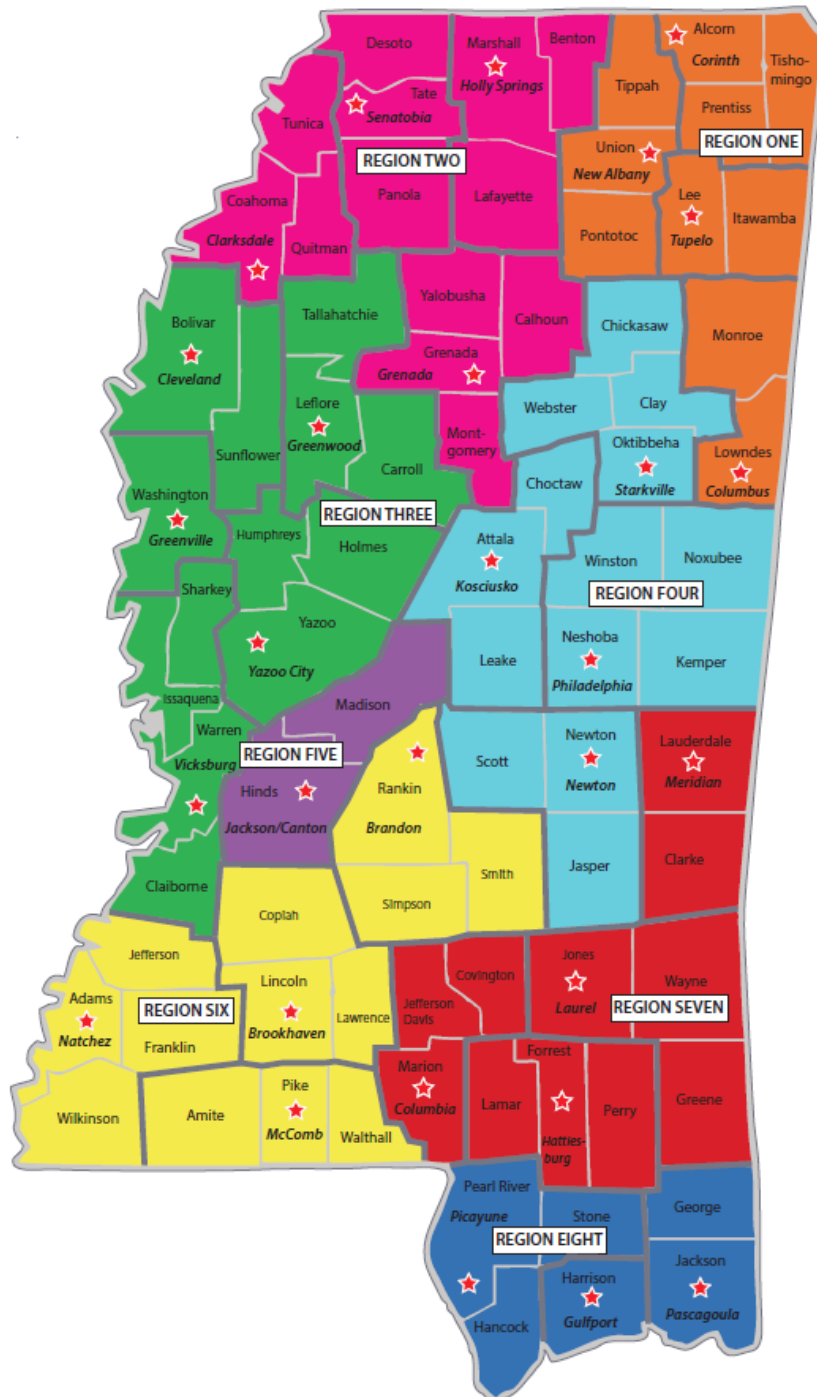 Desoto
Marshall
Holly Springs
Benton
Alcorn
Corinth
Tisho-
mingo
Tippah
Tate
Senatobia
Prentiss
Tunica
REGION TWO
REGION ONE
Union
New Albany
Panola
Lafayette
Lee
Tupelo
Itawamba
Coahoma
Clarksdale
Quitman
Pontotoc
Yalobusha
Tallahatchie
Calhoun
Chickasaw
Monroe
Bolivar
Cleveland
Grenada
Grenada
Leflore
Greenwood
Webster
Clay
Mont-
gomery
Oktibbeha
Starkville
Lowndes
Columbus
Sunflower
Carroll
Choctaw
Washington
Greenville
REGION THREE
Humphreys
Holmes
Attala
Kosciusko
Winston
Noxubee
Sharkey
REGION FOUR
Yazoo
Yazoo City
Leake
Neshoba
Philadelphia
Kemper
Issaquena
Madison
Warren
Vicksburg
REGION FIVE
Rankin
Brandon
Scott
Newton
Newton
Lauderdale
Meridian
Hinds
Jackson/Canton
Claiborne
Simpson
Smith
Jasper
Clarke
Copiah
Jefferson
Lincoln
Brookhaven
Lawrence
Jefferson
Davis
Covington
Jones
Laurel
Wayne
REGION SEVEN
Adams
Natchez
REGION SIX
Franklin
Marion
Columbia
Forrest
Hatties-
burg
Lamar
Perry
Greene
Wilkinson
Amite
Pike
McComb
Walthall
Pearl River
Picayune
Stone
George
REGION EIGHT
Harrison
Gulfport
Jackson
Pascagoula
Hancock